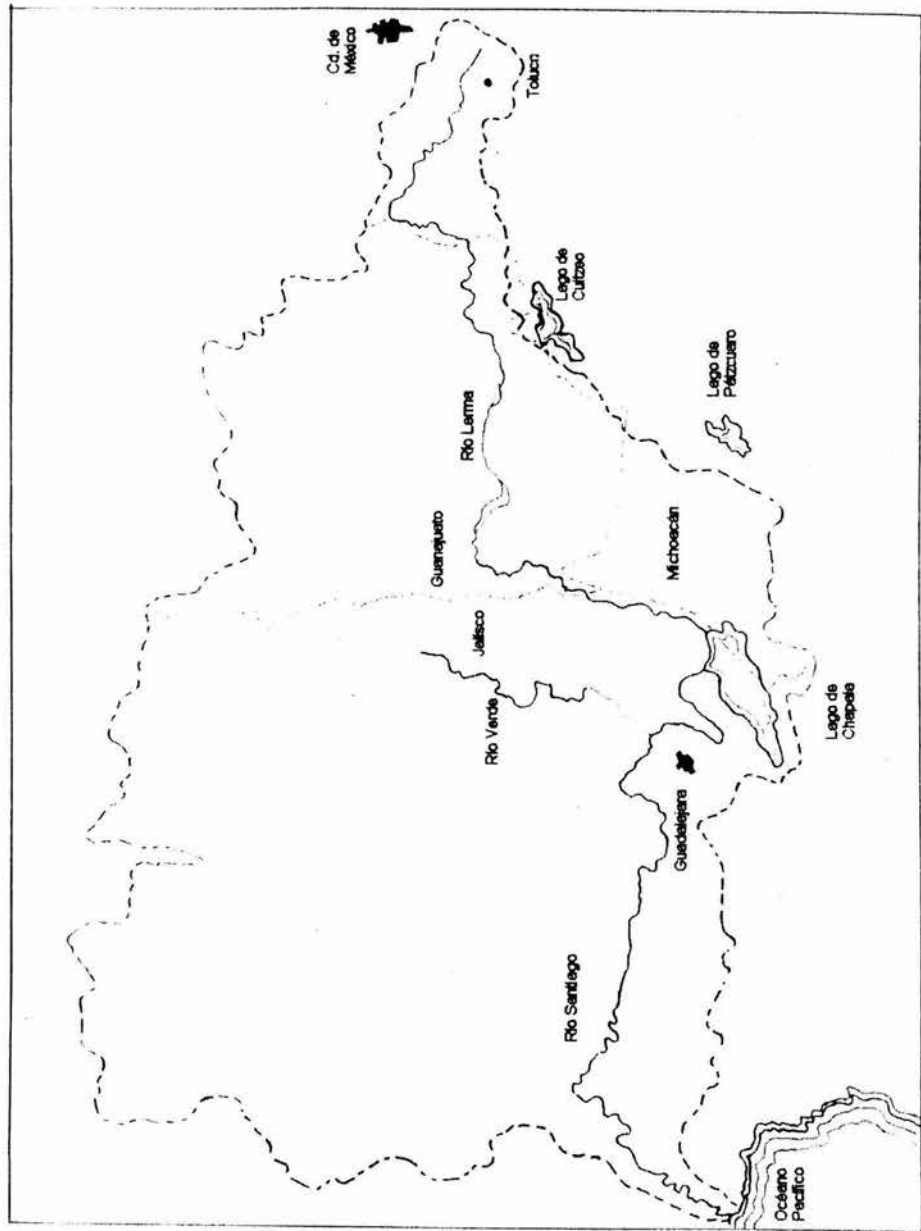 Cd. de
México
Guanajuato
Río Lerma
Jalisco
Río Verde
Toluca
Lago de
Cuitzeo
Río Santiago
Michoacán
Guadalajara
Lago de
Pátzcuaro
Océano
Pacífico
Lago de
Chapala